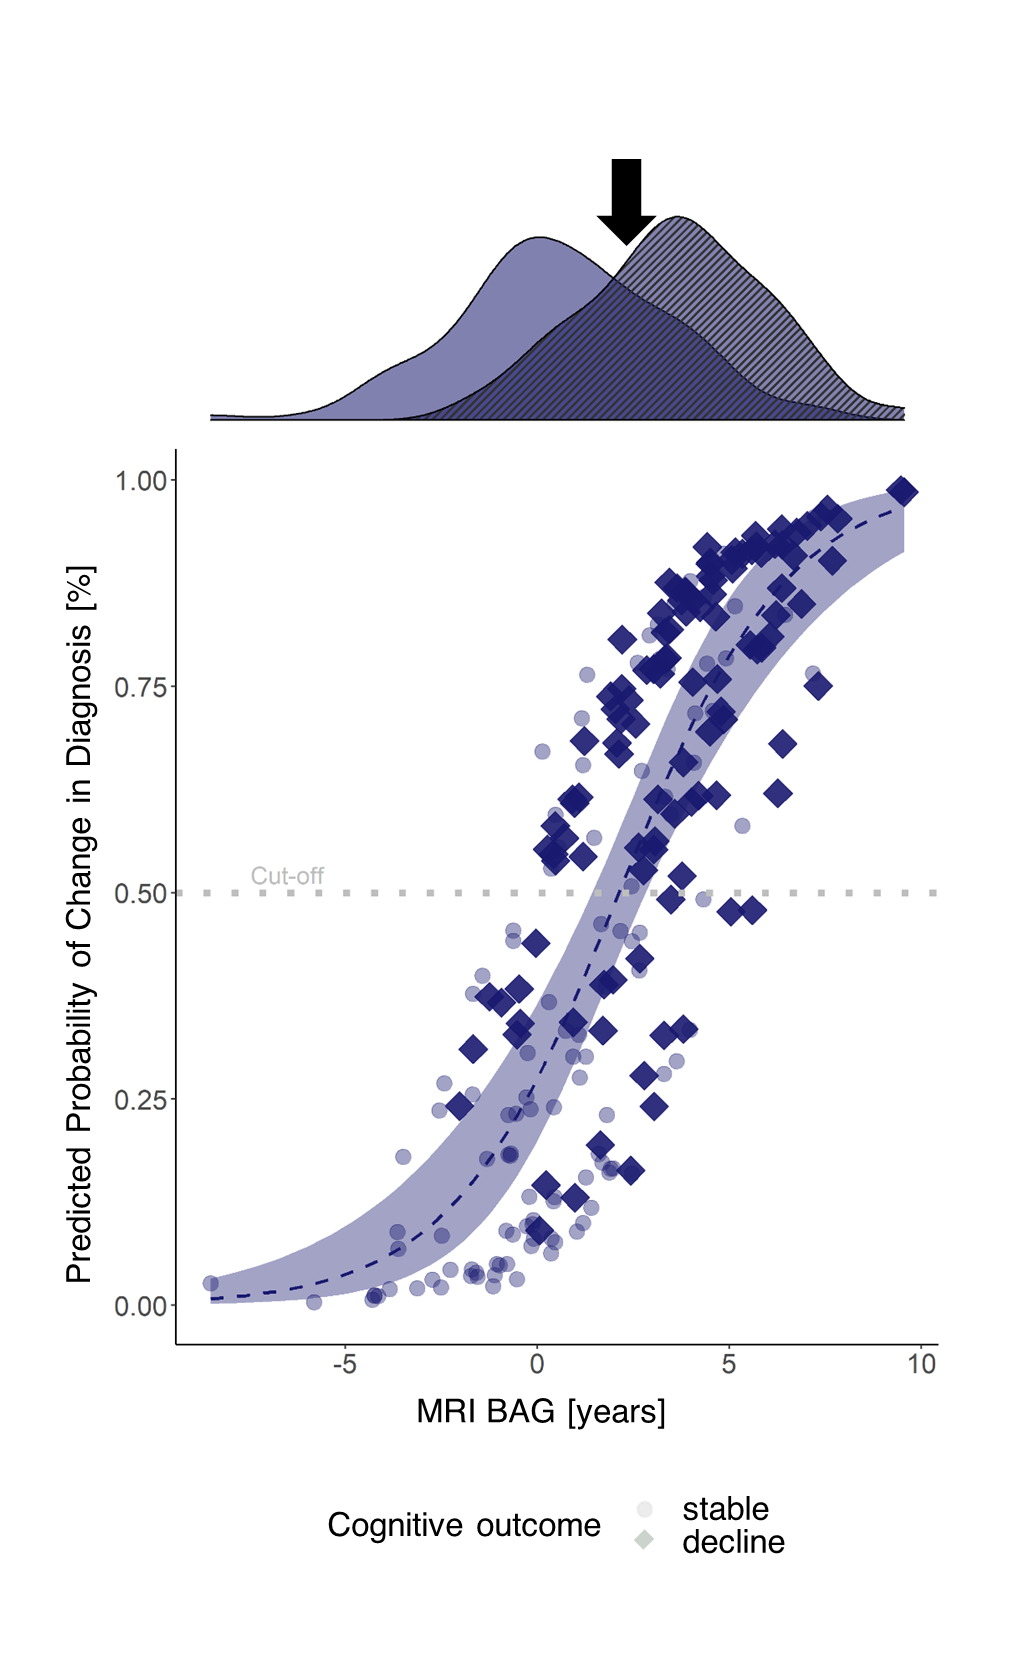 Predicted Probability of Change in Diagnosis [%]
1.00
0.75
Cut-off
0.50
0.25
0.00
-5 0 5 10
MRI BAG [years]
Cognitive outcome
stable
decline